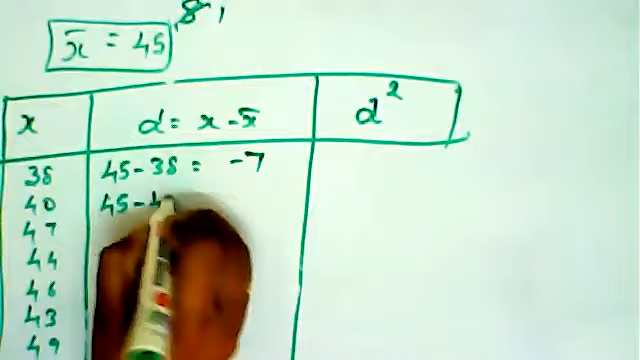 x̄ = 45
x d = x - x̄ d²
38 45 - 38 = -7
40 45 - 4
47
44
46
43
49